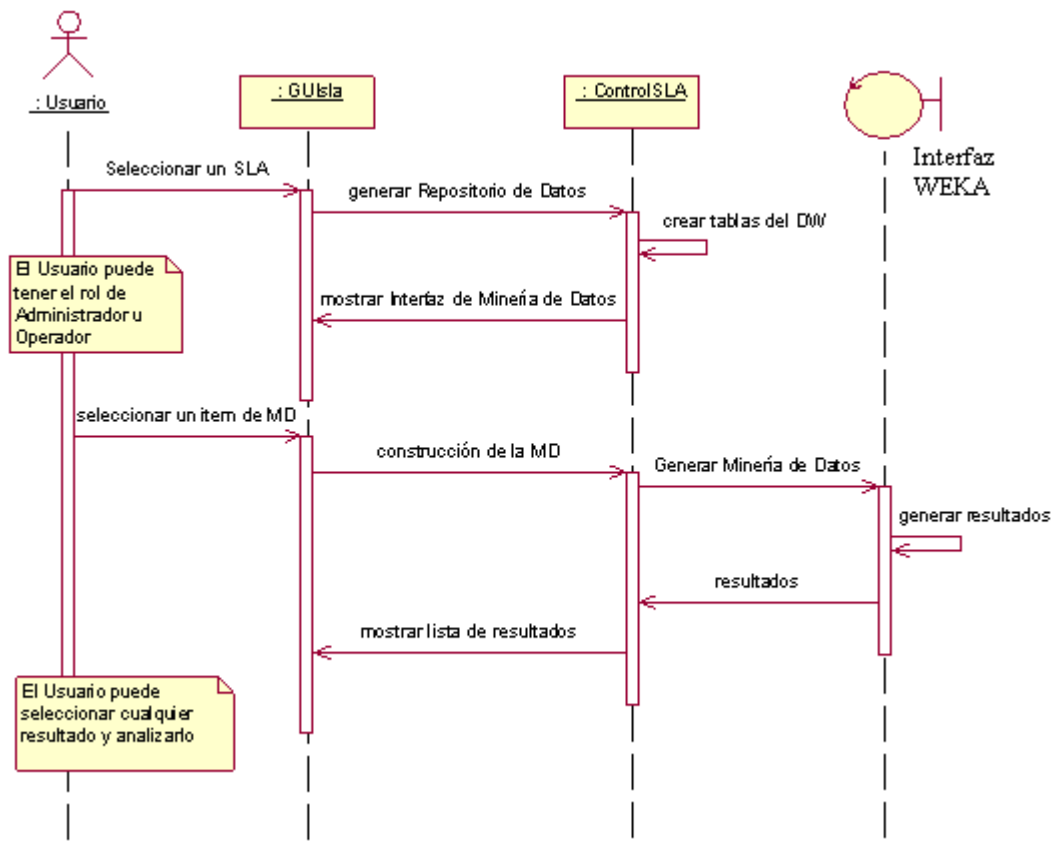 : Usuario
: GUIsla
: ControlSLA
Interfaz
WEKA
Seleccionar un SLA
generar Repositorio de Datos
crear tablas del DW
El Usuario puede
tener el rol de
Administrador u
Operador
mostrar Interfaz de Minería de Datos
seleccionar un item de MD
construcción de la MD
Generar Minería de Datos
generar resultados
resultados
mostrar lista de resultados
El Usuario puede
seleccionar cualquier
resultado y analizarlo